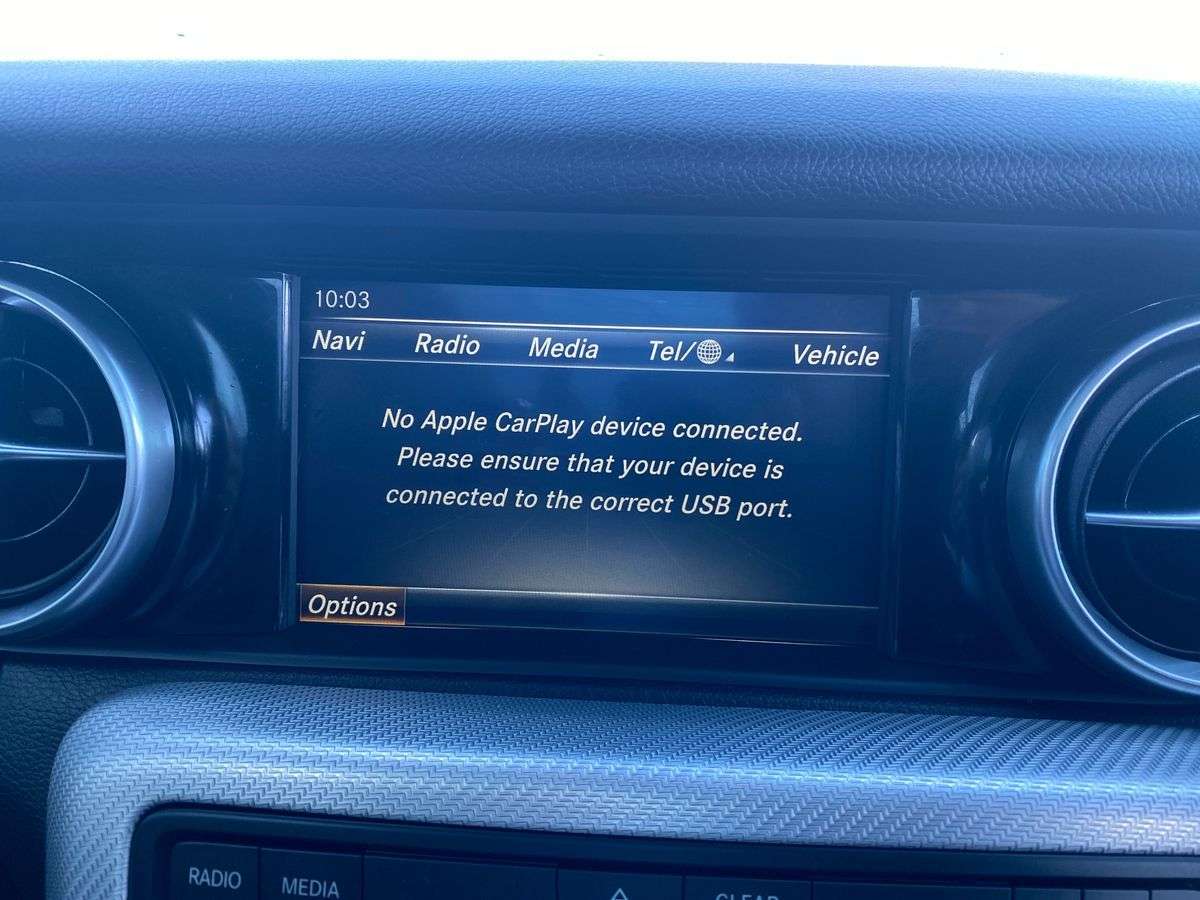 10:03
Navi Radio Media Tel/ Vehicle
No Apple CarPlay device connected.
Please ensure that your device is
connected to the correct USB port.
Options
RADIO MEDIA CLEAR